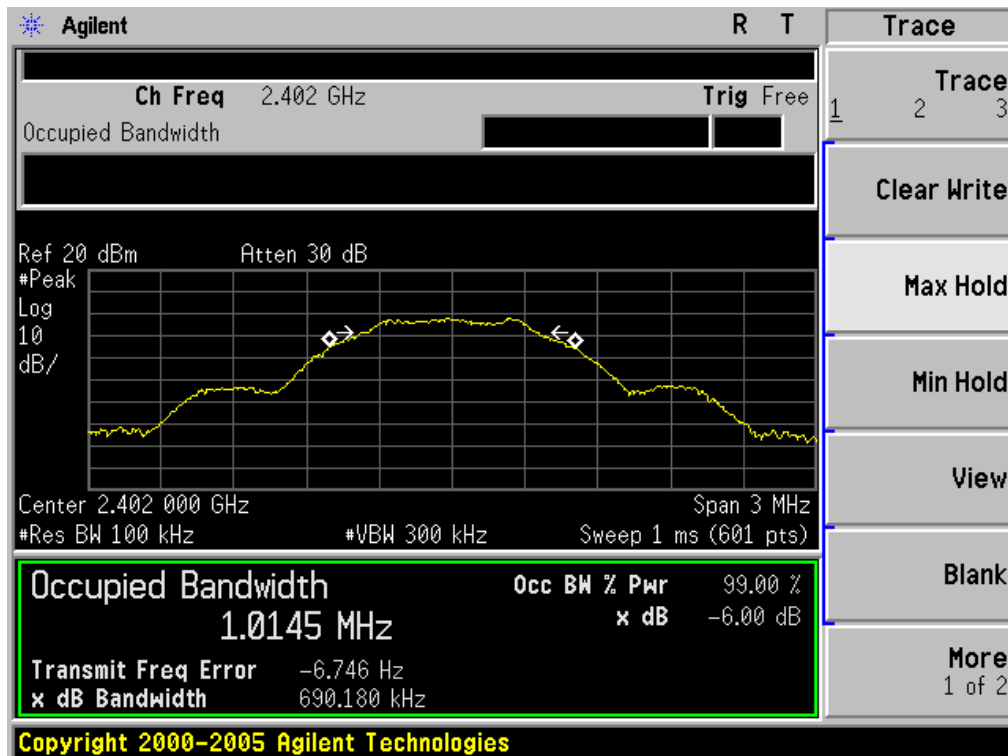 Agilent R T
Trace
Ch Freq 2.402 GHz Trig Free
Occupied Bandwidth
Trace
1 2 3
Clear Write
Max Hold
Min Hold
View
Blank
More
1 of 2
Ref 20 dBm Atten 30 dB
#Peak
Log
10
dB/
Center 2.402 000 GHz Span 3 MHz
#Res BW 100 kHz #VBW 300 kHz Sweep 1 ms (601 pts)
Occupied Bandwidth Occ BW % Pwr 99.00 %
1.0145 MHz x dB -6.00 dB
Transmit Freq Error -6.746 Hz
x dB Bandwidth 690.180 kHz
Copyright 2000-2005 Agilent Technologies